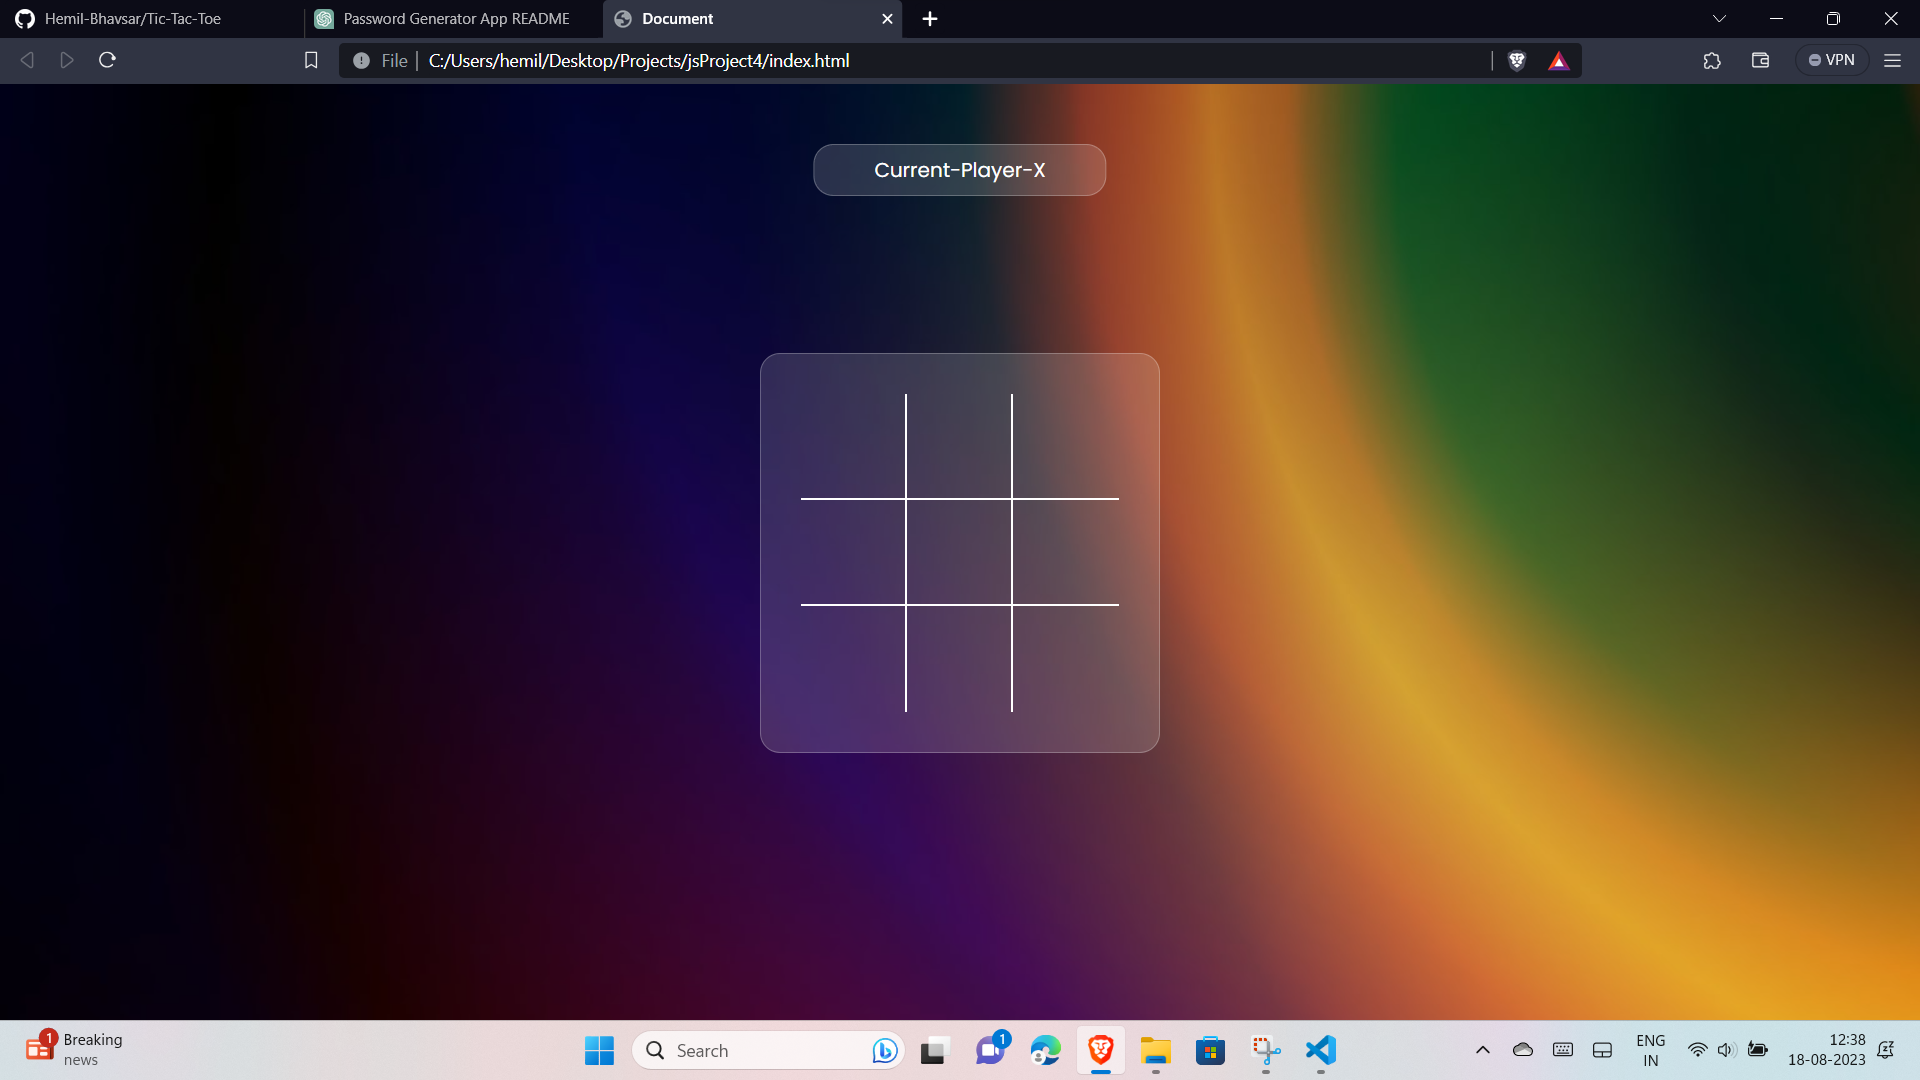 Hemil-Bhavsar/Tic-Tac-Toe
Password Generator App README
Document
File
C:/Users/hemil/Desktop/Projects/jsProject4/index.html
VPN
Current-Player-X
1
Breaking
news
Search
1
ENG
IN
12:38
18-08-2023